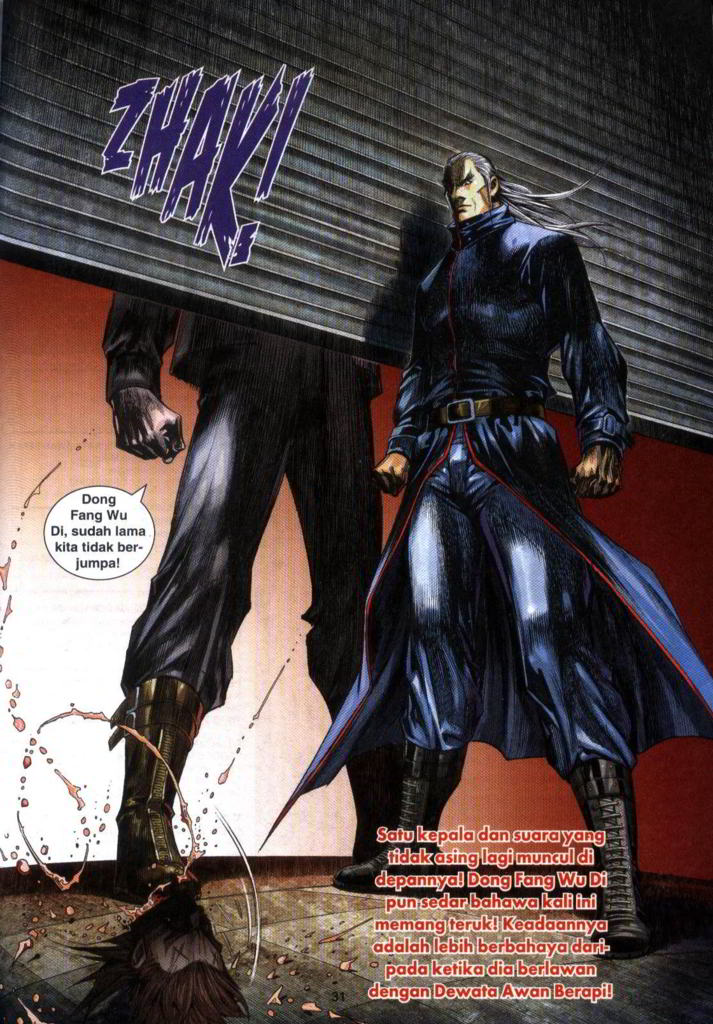 ZHAK!
Dong
Fang Wu
Di, sudah lama
kita tidak ber-
jumpa!
Satu kepala dan suara yang
tidak asing lagi muncul di
depannya! Dong Fang Wu Di
pun sedar bahawa kali ini
memang teruk! Keadaannya
adalah lebih berbahaya dari-
pada ketika dia berlawan
dengan Dewata Awan Berapi!
31